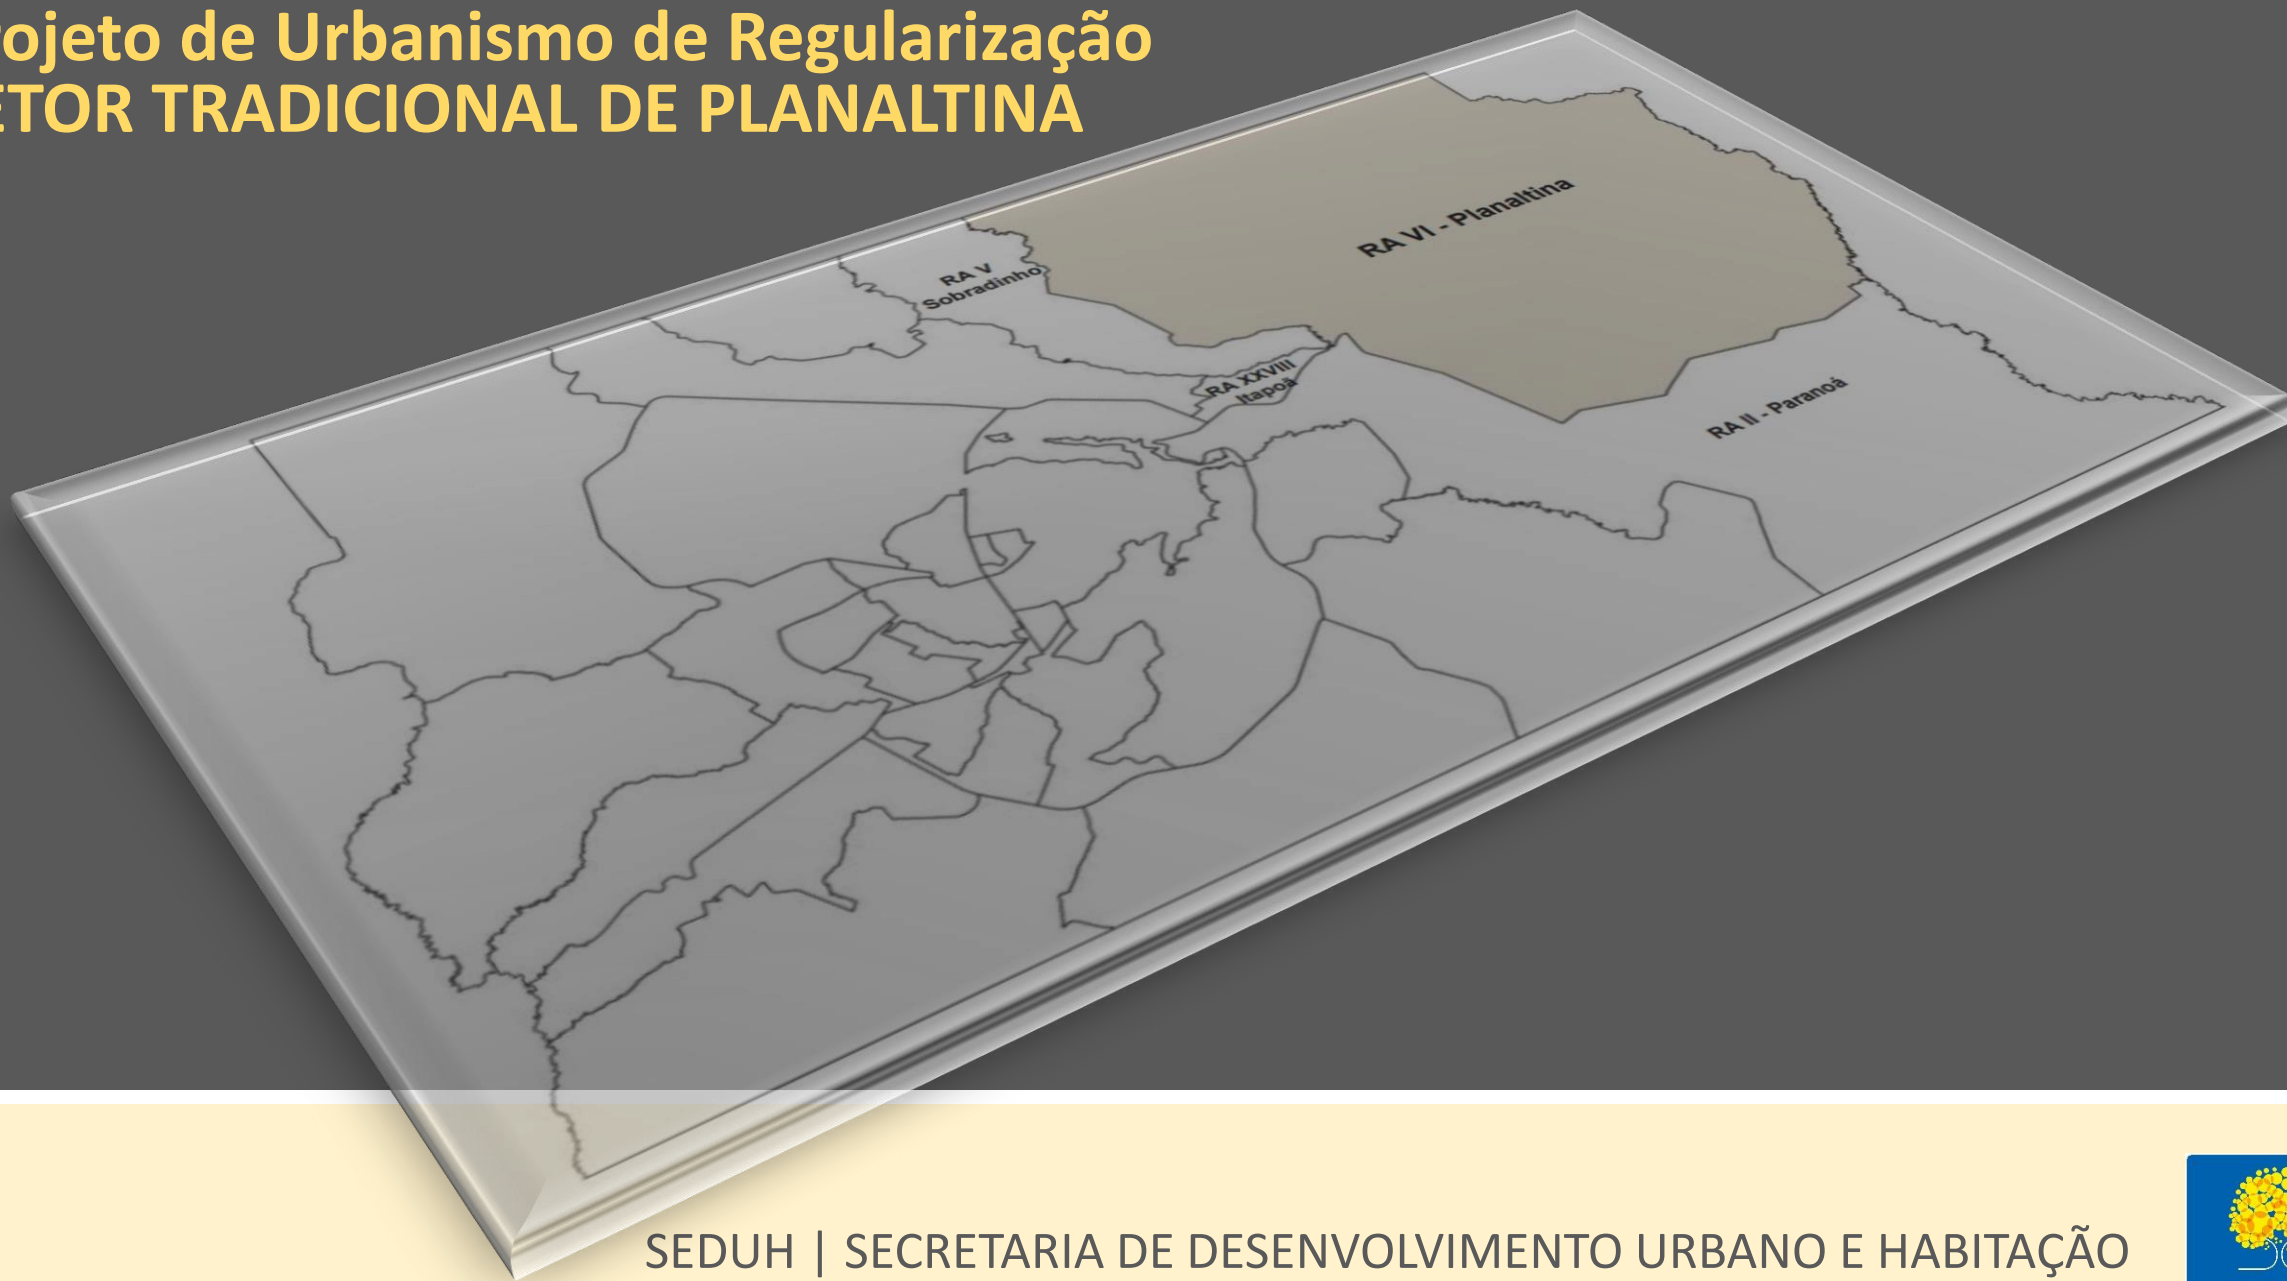 ojeto de Urbanismo de Regularização
ETOR TRADICIONAL DE PLANALTINA
RA VI - Planaltina
RA V
Sobradinho
RA XXVIII
Itapoã
RA II - Paranoá
SEDUH | SECRETARIA DE DESENVOLVIMENTO URBANO E HABITAÇÃO